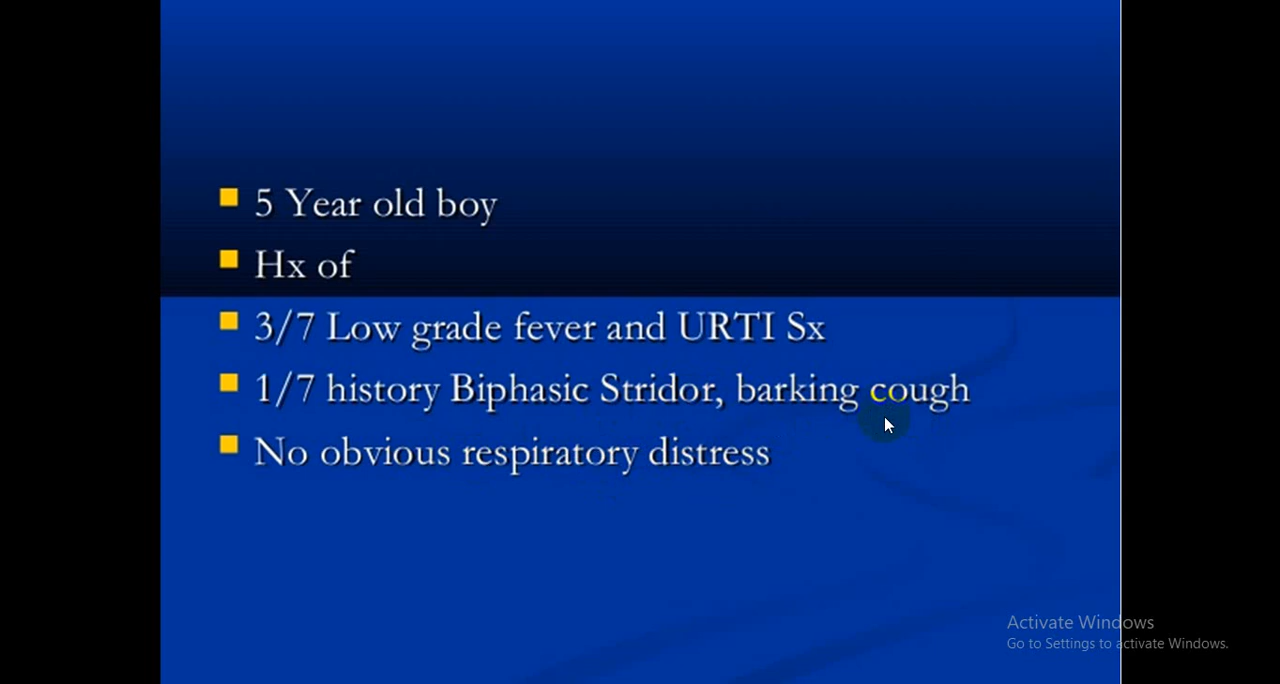 5 Year old boy
Hx of
3/7 Low grade fever and URTI Sx
1/7 history Biphasic Stridor, barking cough
No obvious respiratory distress
Activate Windows
Go to Settings to activate Windows.